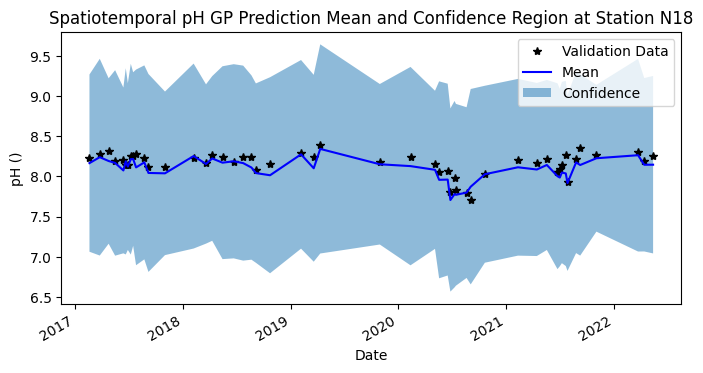 Spatiotemporal pH GP Prediction Mean and Confidence Region at Station N18
9.5
9.0
8.5
8.0
7.5
7.0
6.5
pH ()
Validation Data
Mean
Confidence
2017
2018
2019
2020
2021
2022
Date